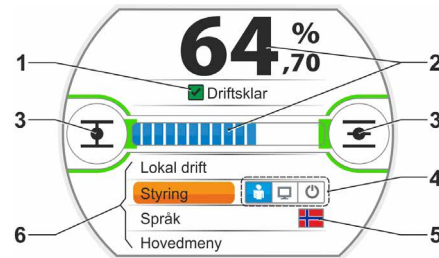 64,70 %
1
Driftsklar
2
3
3
Lokal drift
Styring
4
Språk
5
6
Hovedmeny